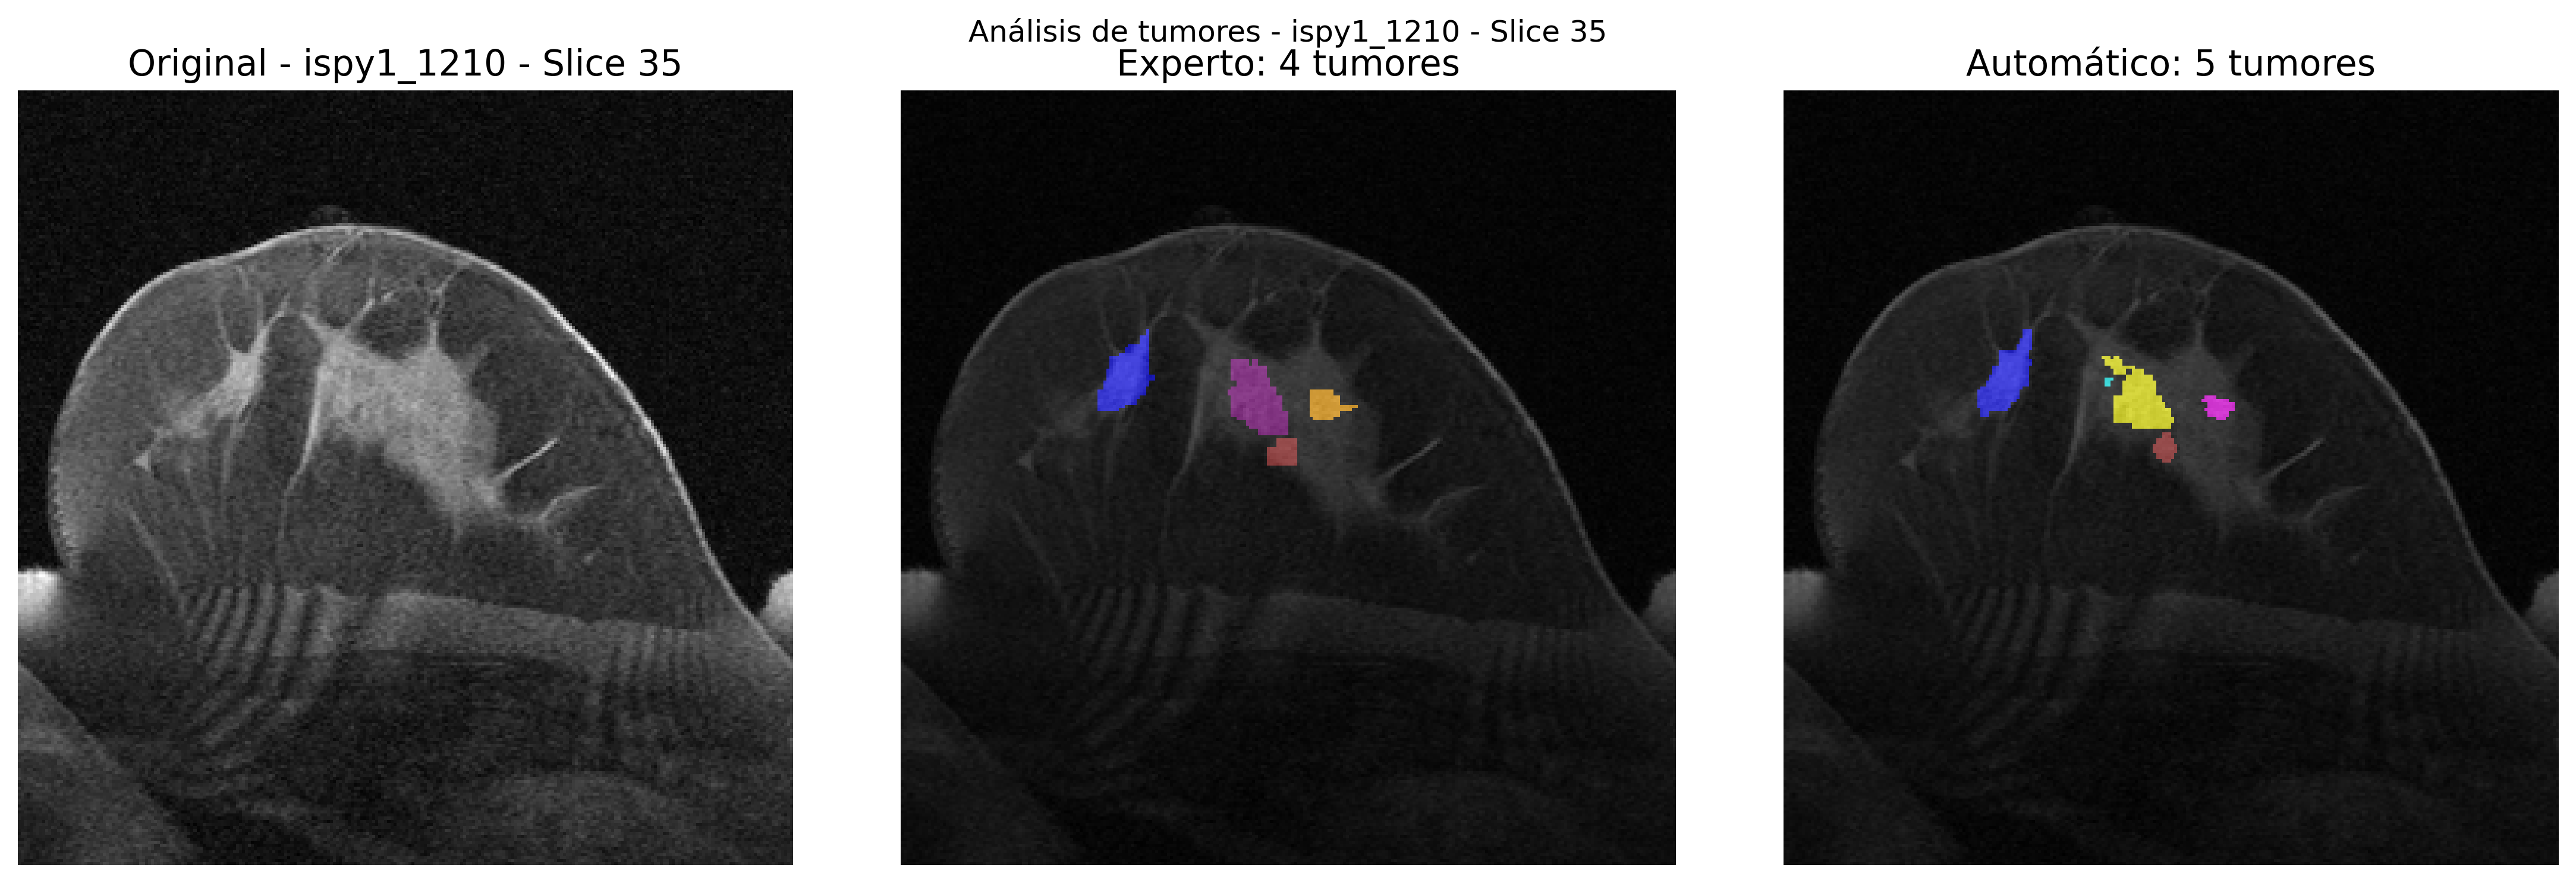 Análisis de tumores - ispy1_1210 - Slice 35
Original - ispy1_1210 - Slice 35
Experto: 4 tumores
Automático: 5 tumores